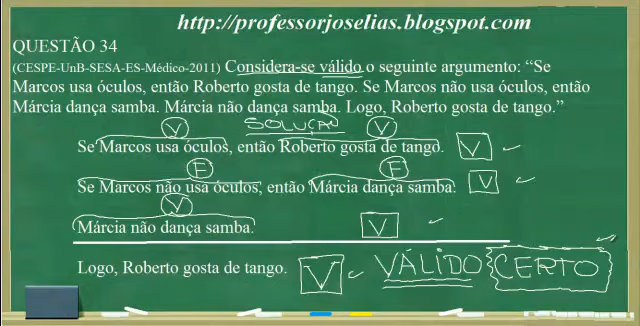 http://professorjoselias.blogspot.com
QUESTÃO 34
(CESPE-UnB-SESA-ES-Médico-2011) Considera-se válido o seguinte argumento: “Se
Marcos usa óculos, então Roberto gosta de tango. Se Marcos não usa óculos, então
Márcia dança samba. Márcia não dança samba. Logo, Roberto gosta de tango.”
V SOLUÇÃO V
Se Marcos usa óculos, então Roberto gosta de tango. V
F F
Se Marcos não usa óculos, então Márcia dança samba. V
V
Márcia não dança samba. V
Logo, Roberto gosta de tango. V VÁLIDO CERTO